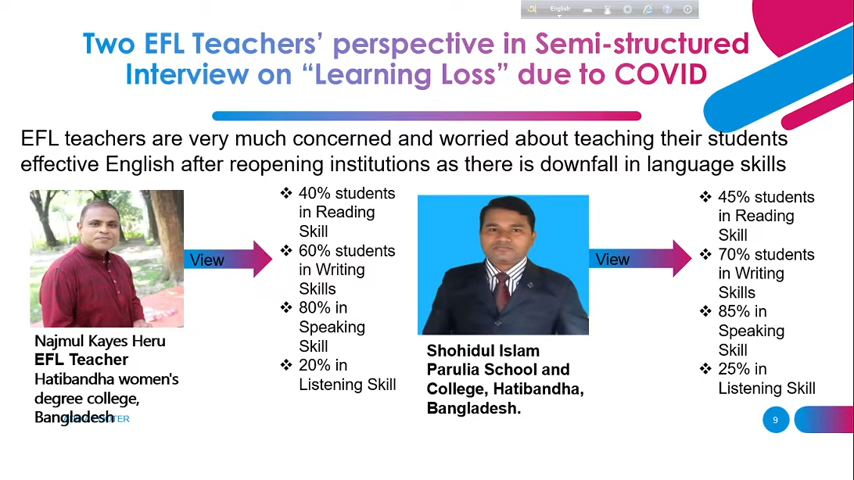 English
Two EFL Teachers’ perspective in Semi-structured
Interview on “Learning Loss” due to COVID
EFL teachers are very much concerned and worried about teaching their students
effective English after reopening institutions as there is downfall in language skills
View
❖ 40% students
in Reading
Skill
❖ 60% students
in Writing
Skills
❖ 80% in
Speaking
Skill
❖ 20% in
Listening Skill
Najmul Kayes Heru
EFL Teacher
Hatibandha women's
degree college,
Bangladesh
View
❖ 45% students
in Reading
Skill
❖ 70% students
in Writing
Skills
❖ 85% in
Speaking
Skill
❖ 25% in
Listening Skill
Shohidul Islam
Parulia School and
College, Hatibandha,
Bangladesh.
9